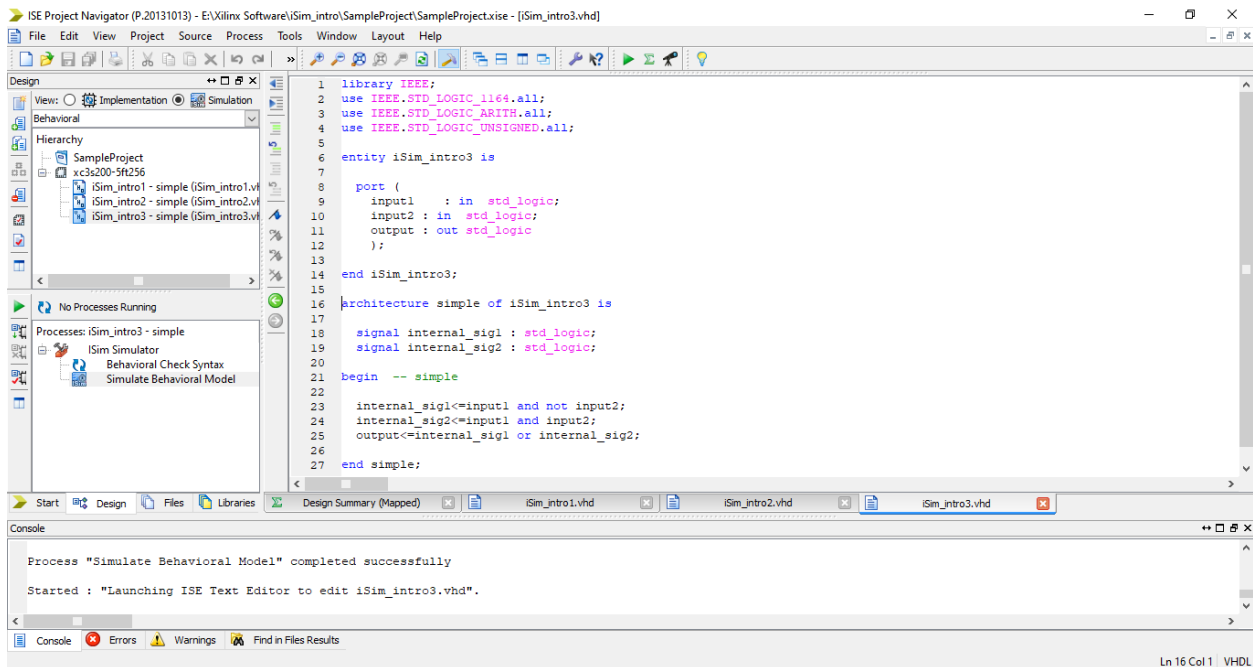 ISE Project Navigator (P.20131013) - E:\Xilinx Software\iSim_intro\SampleProject\SampleProject.xise - [iSim_intro3.vhd]
File Edit View Project Source Process Tools Window Layout Help
Design
View: Implementation Simulation
Behavioral
Hierarchy
SampleProject
xc3s200-5ft256
iSim_intro1 - simple (iSim_intro1.vh
iSim_intro2 - simple (iSim_intro2.vh
iSim_intro3 - simple (iSim_intro3.vh
No Processes Running
Processes: iSim_intro3 - simple
ISim Simulator
Behavioral Check Syntax
Simulate Behavioral Model
1 library IEEE;
2 use IEEE.STD_LOGIC_1164.all;
3 use IEEE.STD_LOGIC_ARITH.all;
4 use IEEE.STD_LOGIC_UNSIGNED.all;
5
6 entity iSim_intro3 is
7
8 port (
9 input1 : in std_logic;
10 input2 : in std_logic;
11 output : out std_logic
12 );
13
14 end iSim_intro3;
15
16 architecture simple of iSim_intro3 is
17
18 signal internal_sig1 : std_logic;
19 signal internal_sig2 : std_logic;
20
21 begin -- simple
22
23 internal_sig1<=input1 and not input2;
24 internal_sig2<=input1 and input2;
25 output<=internal_sig1 or internal_sig2;
26
27 end simple;
Start Design Files Libraries
Design Summary (Mapped) iSim_intro1.vhd iSim_intro2.vhd iSim_intro3.vhd
Console
Process "Simulate Behavioral Model" completed successfully
Started : "Launching ISE Text Editor to edit iSim_intro3.vhd".
Console Errors Warnings Find in Files Results
Ln 16 Col 1 VHDL